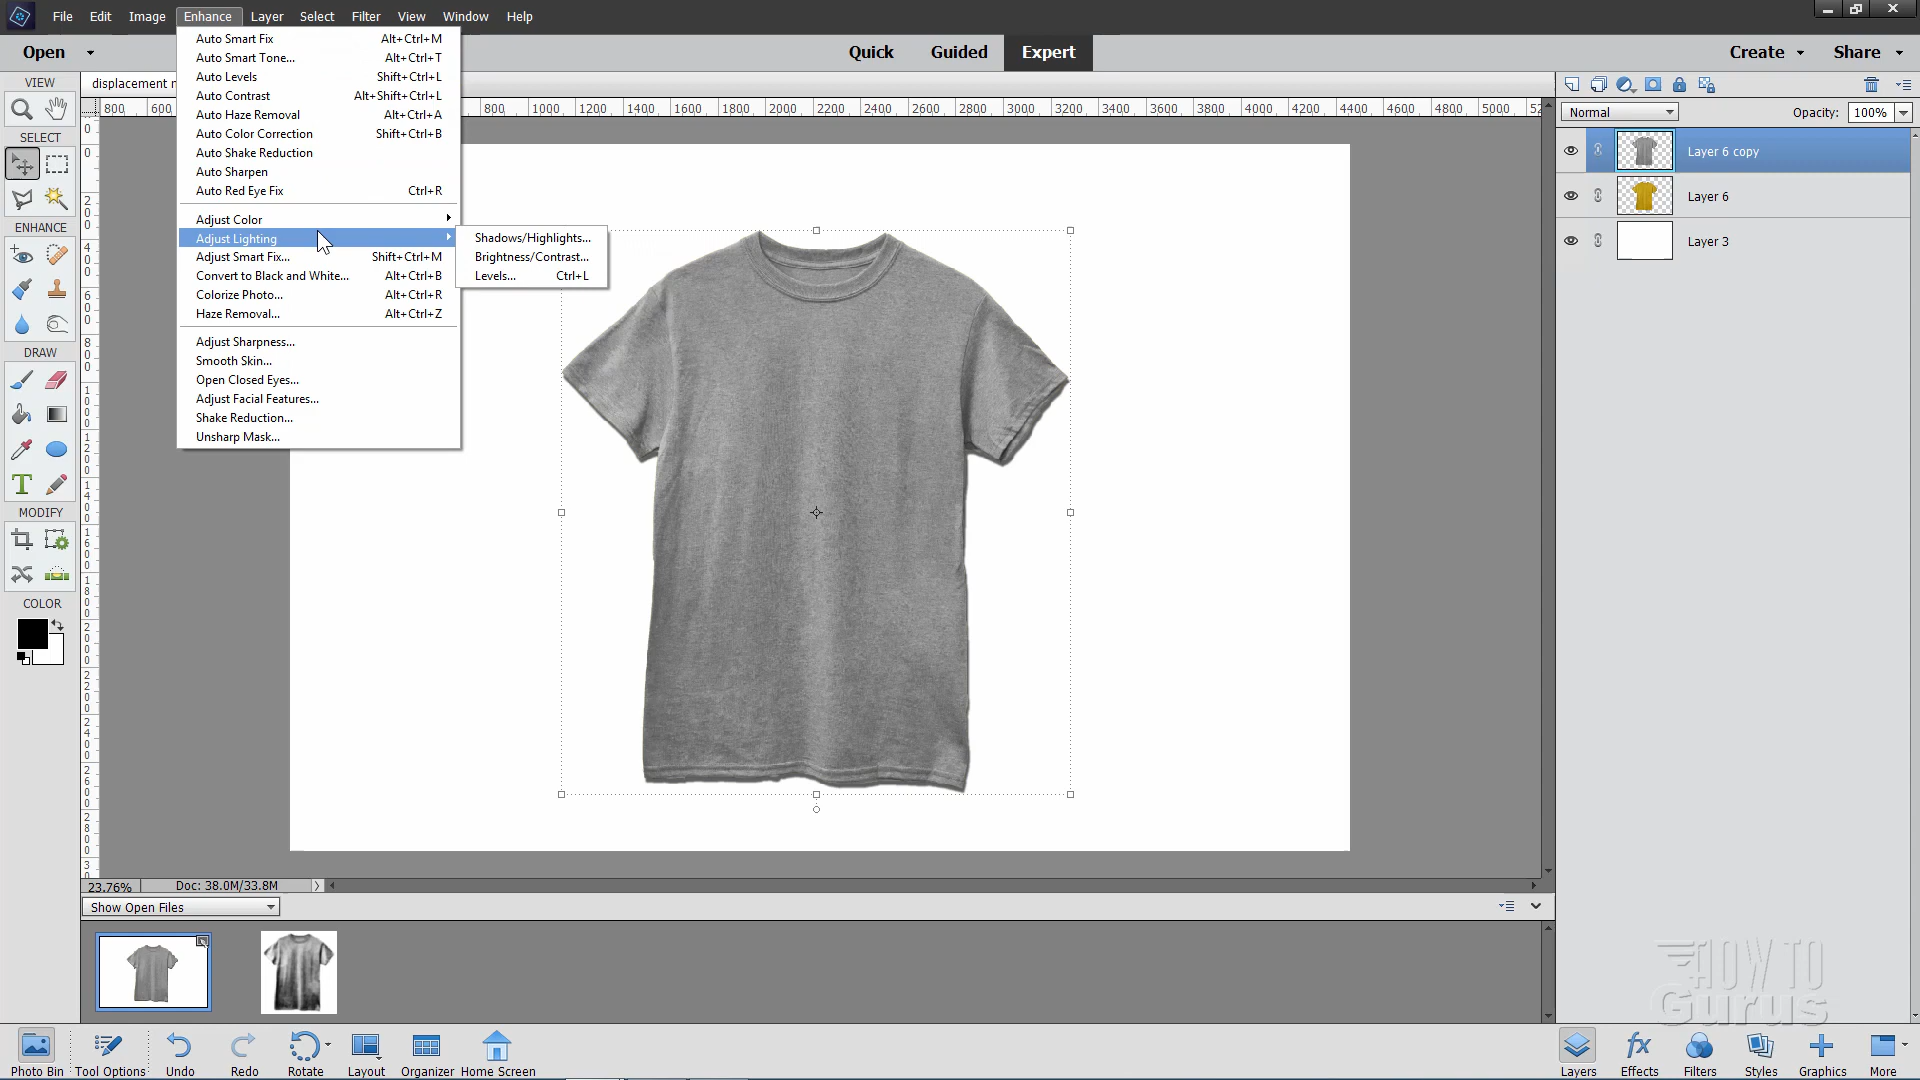 File Edit Image Enhance Layer Select Filter View Window Help
Open Quick Guided Expert Create Share
VIEW
displacement
800 600 800 1000 1200 1400 1600 1800 2000 2200 2400 2600 2800 3000 3200 3400 3600 3800 4000 4200 4400 4600 4800 5000
SELECT
ENHANCE
DRAW
MODIFY
COLOR
Auto Smart Fix Alt+Ctrl+M
Auto Smart Tone... Alt+Ctrl+T
Auto Levels Shift+Ctrl+L
Auto Contrast Alt+Shift+Ctrl+L
Auto Haze Removal Alt+Ctrl+A
Auto Color Correction Shift+Ctrl+B
Auto Shake Reduction
Auto Sharpen
Auto Red Eye Fix Ctrl+R
Adjust Color
Adjust Lighting
Adjust Smart Fix... Shift+Ctrl+M
Convert to Black and White... Alt+Ctrl+B
Colorize Photo... Alt+Ctrl+R
Haze Removal... Alt+Ctrl+Z
Adjust Sharpness...
Smooth Skin...
Open Closed Eyes...
Adjust Facial Features...
Shake Reduction...
Unsharp Mask...
Shadows/Highlights...
Brightness/Contrast...
Levels... Ctrl+L
Normal Opacity: 100%
Layer 6 copy
Layer 6
Layer 3
23.76% Doc: 38.0M/33.8M
Show Open Files
HOW TO
Gurus
Photo Bin Tool Options Undo Redo Rotate Layout Organizer Home Screen Layers Effects Filters Styles Graphics More
fx
T